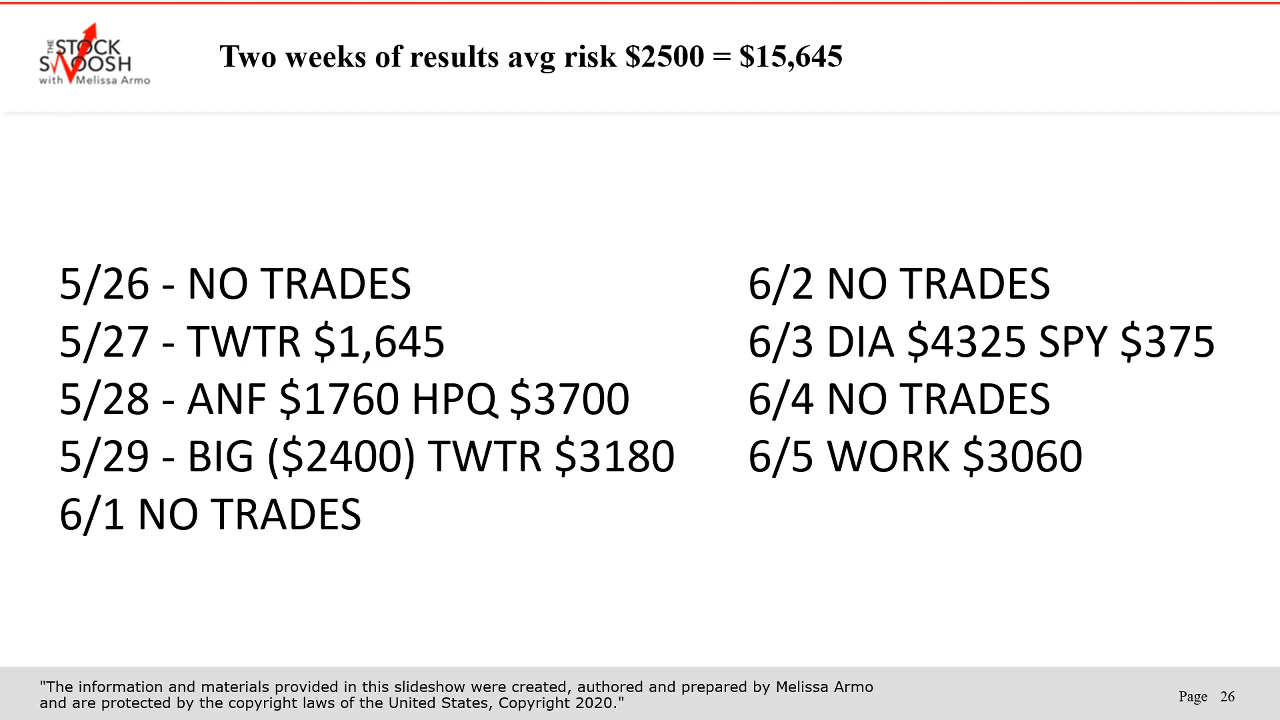 THE STOCK
SWOOSH
with Melissa Armo
Two weeks of results avg risk $2500 = $15,645
5/26 - NO TRADES
5/27 - TWTR $1,645
5/28 - ANF $1760 HPQ $3700
5/29 - BIG ($2400) TWTR $3180
6/1 NO TRADES
6/2 NO TRADES
6/3 DIA $4325 SPY $375
6/4 NO TRADES
6/5 WORK $3060
"The information and materials provided in this slideshow were created, authored and prepared by Melissa Armo
and are protected by the copyright laws of the United States, Copyright 2020."
Page 26